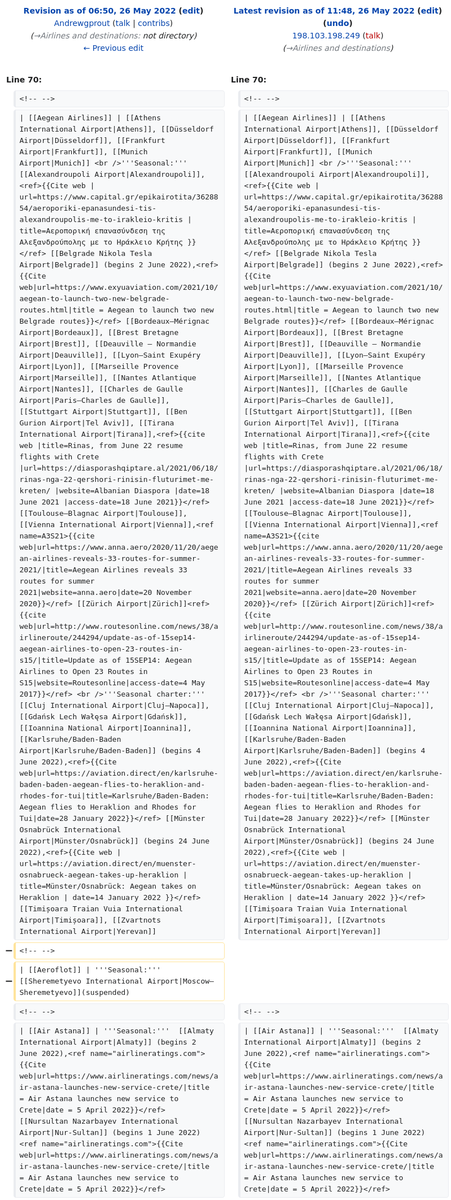 Revision as of 06:50, 26 May 2022 (edit)
Andrewgprout (talk | contribs)
(→Airlines and destinations: not directory)
← Previous edit
Latest revision as of 11:48, 26 May 2022 (edit)
(undo)
198.103.198.249 (talk)
(→Airlines and destinations)
Line 70:
Line 70:
<!-- -->
| [[Aegean Airlines]] | [[Athens
International Airport|Athens]], [[Düsseldorf
Airport|Düsseldorf]], [[Frankfurt
Airport|Frankfurt]], [[Munich
Airport|Munich]] <br />'''Seasonal:'''
[[Alexandroupoli Airport|Alexandroupoli]],
<ref>{{Cite web |
url=https://www.capital.gr/epikairotita/36288
54/aeroporiki-epanasundesi-tis-
alexandroupolis-me-to-irakleio-kritis |
title=Αεροπορική επανασύνδεση της
Αλεξανδρούπολης με το Ηράκλειο Κρήτης }}
</ref> [[Belgrade Nikola Tesla
Airport|Belgrade]] (begins 2 June 2022),<ref>
{{Cite
web|url=https://www.exyuaviation.com/2021/10/
aegean-to-launch-two-new-belgrade-
routes.html|title = Aegean to launch two new
Belgrade routes}}</ref> [[Bordeaux–Mérignac
Airport|Bordeaux]], [[Brest Bretagne
Airport|Brest]], [[Deauville – Normandie
Airport|Deauville]], [[Lyon–Saint Exupéry
Airport|Lyon]], [[Marseille Provence
Airport|Marseille]], [[Nantes Atlantique
Airport|Nantes]], [[Charles de Gaulle
Airport|Paris–Charles de Gaulle]],
[[Stuttgart Airport|Stuttgart]], [[Ben
Gurion Airport|Tel Aviv]], [[Tirana
International Airport|Tirana]],<ref>{{cite
web |title=Rinas, from June 22 resume
flights with Crete
|url=https://diasporashqiptare.al/2021/06/18/
rinas-nga-22-qershori-rinisin-fluturimet-me-
kreten/ |website=Albanian Diaspora |date=18
June 2021 |access-date=18 June 2021}}</ref>
[[Toulouse–Blagnac Airport|Toulouse]],
[[Vienna International Airport|Vienna]],<ref
name=A3S21>{{cite
web|url=https://www.anna.aero/2020/11/20/aege
an-airlines-reveals-33-routes-for-summer-
2021/|title=Aegean Airlines reveals 33
routes for summer
2021|website=anna.aero|date=20 November
2020}}</ref> [[Zürich Airport|Zürich]]<ref>
{{cite
web|url=http://www.routesonline.com/news/38/a
irlineroute/244294/update-as-of-15sep14-
aegean-airlines-to-open-23-routes-in-
s15/|title=Update as of 15SEP14: Aegean
Airlines to Open 23 Routes in
S15|website=Routesonline|access-date=4 May
2017}}</ref> <br />'''Seasonal charter:'''
[[Cluj International Airport|Cluj–Napoca]],
[[Gdańsk Lech Wałęsa Airport|Gdańsk]],
[[Ioannina National Airport|Ioannina]],
[[Karlsruhe/Baden-Baden
Airport|Karlsruhe/Baden-Baden]] (begins 4
June 2022),<ref>{{Cite
web|url=https://aviation.direct/en/karlsruhe-
baden-baden-aegean-flies-to-heraklion-and-
rhodes-for-tui|title=Karlsruhe/Baden-Baden:
Aegean flies to Heraklion and Rhodes for
Tui|date=28 January 2022}}</ref> [[Münster
Osnabrück International
Airport|Münster/Osnabrück]] (begins 24 June
2022),<ref>{{Cite web |
url=https://aviation.direct/en/muenster-
osnabrueck-aegean-takes-up-heraklion |
title=Münster/Osnabrück: Aegean takes on
Heraklion | date=14 January 2022 }}</ref>
[[Timișoara Traian Vuia International
Airport|Timișoara]], [[Zvartnots
International Airport|Yerevan]]
− <!-- -->
| [[Aeroflot]] | '''Seasonal:'''
− [[Sheremetyevo International Airport|Moscow–
Sheremetyevo]](suspended)
<!-- -->
| [[Air Astana]] | '''Seasonal:''' [[Almaty
International Airport|Almaty]] (begins 2
June 2022),<ref name="airlineratings.com">
{{Cite
web|url=https://www.airlineratings.com/news/a
ir-astana-launches-new-service-crete/|title
= Air Astana launches new service to
Crete|date = 5 April 2022}}</ref>
[[Nursultan Nazarbayev International
Airport|Nur-Sultan]] (begins 1 June 2022)
<ref name="airlineratings.com">{{Cite
web|url=https://www.airlineratings.com/news/a
ir-astana-launches-new-service-crete/|title
= Air Astana launches new service to
Crete|date = 5 April 2022}}</ref>
<!-- -->
| [[Aegean Airlines]] | [[Athens
International Airport|Athens]], [[Düsseldorf
Airport|Düsseldorf]], [[Frankfurt
Airport|Frankfurt]], [[Munich
Airport|Munich]] <br />'''Seasonal:'''
[[Alexandroupoli Airport|Alexandroupoli]],
<ref>{{Cite web |
url=https://www.capital.gr/epikairotita/36288
54/aeroporiki-epanasundesi-tis-
alexandroupolis-me-to-irakleio-kritis |
title=Αεροπορική επανασύνδεση της
Αλεξανδρούπολης με το Ηράκλειο Κρήτης }}
</ref> [[Belgrade Nikola Tesla
Airport|Belgrade]] (begins 2 June 2022),<ref>
{{Cite
web|url=https://www.exyuaviation.com/2021/10/
aegean-to-launch-two-new-belgrade-
routes.html|title = Aegean to launch two new
Belgrade routes}}</ref> [[Bordeaux–Mérignac
Airport|Bordeaux]], [[Brest Bretagne
Airport|Brest]], [[Deauville – Normandie
Airport|Deauville]], [[Lyon–Saint Exupéry
Airport|Lyon]], [[Marseille Provence
Airport|Marseille]], [[Nantes Atlantique
Airport|Nantes]], [[Charles de Gaulle
Airport|Paris–Charles de Gaulle]],
[[Stuttgart Airport|Stuttgart]], [[Ben
Gurion Airport|Tel Aviv]], [[Tirana
International Airport|Tirana]],<ref>{{cite
web |title=Rinas, from June 22 resume
flights with Crete
|url=https://diasporashqiptare.al/2021/06/18/
rinas-nga-22-qershori-rinisin-fluturimet-me-
kreten/ |website=Albanian Diaspora |date=18
June 2021 |access-date=18 June 2021}}</ref>
[[Toulouse–Blagnac Airport|Toulouse]],
[[Vienna International Airport|Vienna]],<ref
name=A3S21>{{cite
web|url=https://www.anna.aero/2020/11/20/aege
an-airlines-reveals-33-routes-for-summer-
2021/|title=Aegean Airlines reveals 33
routes for summer
2021|website=anna.aero|date=20 November
2020}}</ref> [[Zürich Airport|Zürich]]<ref>
{{cite
web|url=http://www.routesonline.com/news/38/a
irlineroute/244294/update-as-of-15sep14-
aegean-airlines-to-open-23-routes-in-
s15/|title=Update as of 15SEP14: Aegean
Airlines to Open 23 Routes in
S15|website=Routesonline|access-date=4 May
2017}}</ref> <br />'''Seasonal charter:'''
[[Cluj International Airport|Cluj–Napoca]],
[[Gdańsk Lech Wałęsa Airport|Gdańsk]],
[[Ioannina National Airport|Ioannina]],
[[Karlsruhe/Baden-Baden
Airport|Karlsruhe/Baden-Baden]] (begins 4
June 2022),<ref>{{Cite
web|url=https://aviation.direct/en/karlsruhe-
baden-baden-aegean-flies-to-heraklion-and-
rhodes-for-tui|title=Karlsruhe/Baden-Baden:
Aegean flies to Heraklion and Rhodes for
Tui|date=28 January 2022}}</ref> [[Münster
Osnabrück International
Airport|Münster/Osnabrück]] (begins 24 June
2022),<ref>{{Cite web |
url=https://aviation.direct/en/muenster-
osnabrueck-aegean-takes-up-heraklion |
title=Münster/Osnabrück: Aegean takes on
Heraklion | date=14 January 2022 }}</ref>
[[Timișoara Traian Vuia International
Airport|Timișoara]], [[Zvartnots
International Airport|Yerevan]]
<!-- -->
| [[Air Astana]] | '''Seasonal:''' [[Almaty
International Airport|Almaty]] (begins 2
June 2022),<ref name="airlineratings.com">
{{Cite
web|url=https://www.airlineratings.com/news/a
ir-astana-launches-new-service-crete/|title
= Air Astana launches new service to
Crete|date = 5 April 2022}}</ref>
[[Nursultan Nazarbayev International
Airport|Nur-Sultan]] (begins 1 June 2022)
<ref name="airlineratings.com">{{Cite
web|url=https://www.airlineratings.com/news/a
ir-astana-launches-new-service-crete/|title
= Air Astana launches new service to
Crete|date = 5 April 2022}}</ref>